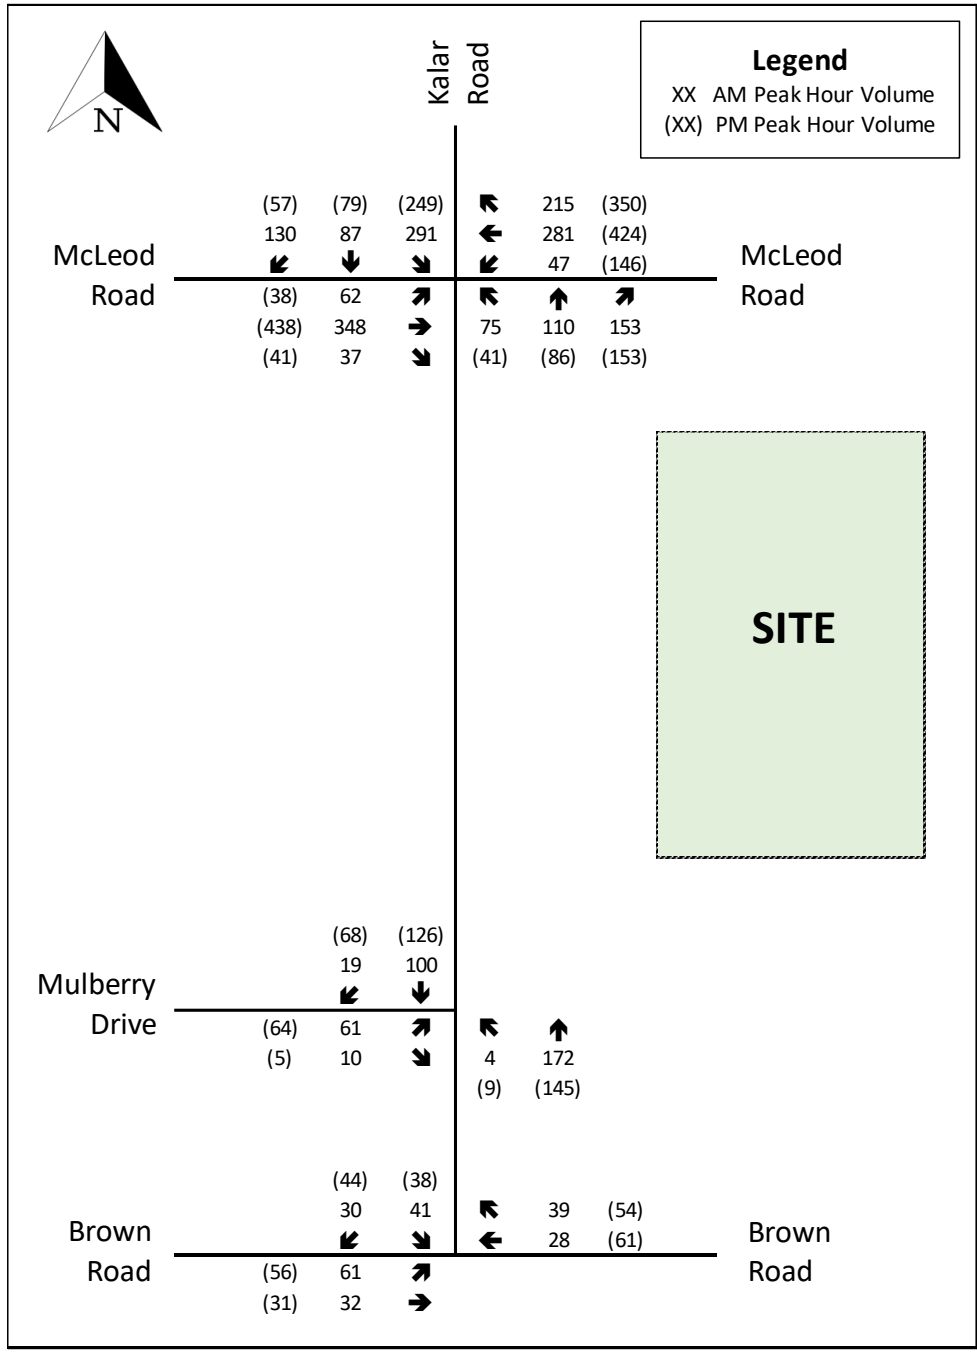 Kalar
Road
Legend
XX AM Peak Hour Volume
(XX) PM Peak Hour Volume
N
(57) (79) (249) 215 (350)
130 87 291 281 (424)
47 (146)
McLeod
Road
McLeod
Road
(38) 62
(438) 348 75 110 153
(41) 37 (41) (86) (153)
SITE
(68) (126)
19 100
Mulberry
Drive
(64) 61
(5) 10 4 172
(9) (145)
(44) (38)
30 41 39 (54)
28 (61)
Brown
Road
Brown
Road
(56) 61
(31) 32